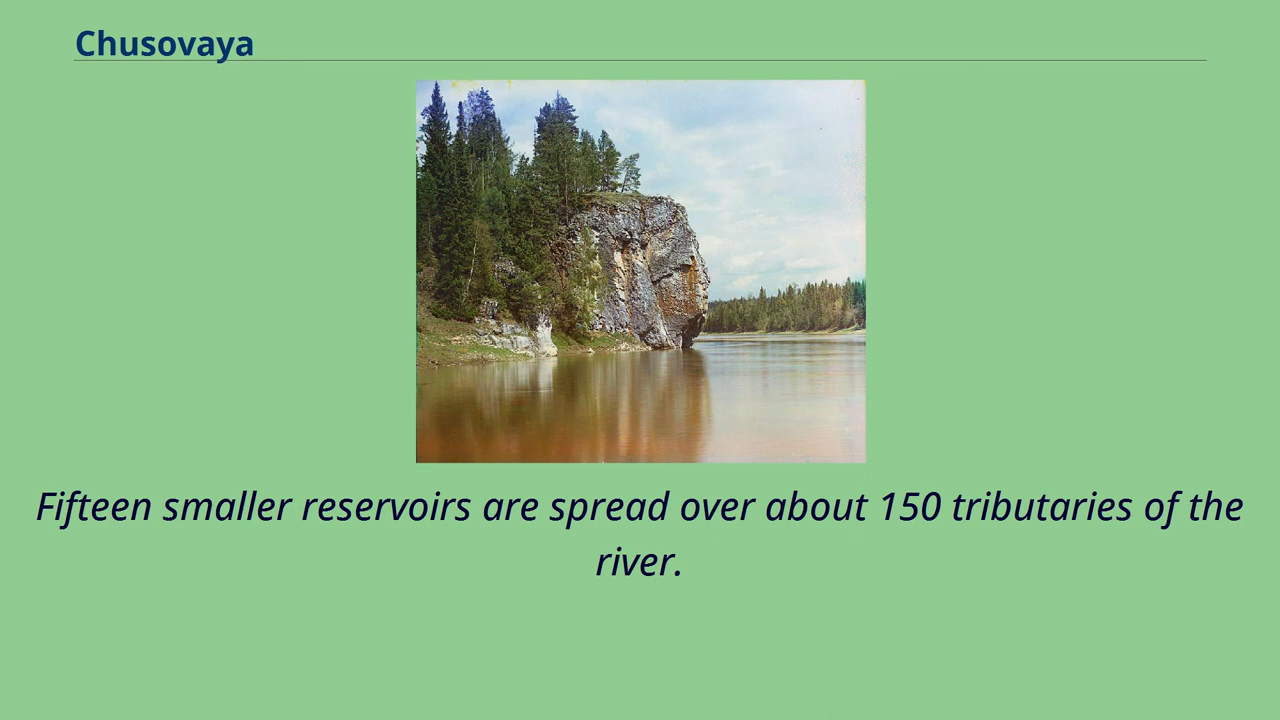 Chusovaya
Fifteen smaller reservoirs are spread over about 150 tributaries of the
river.